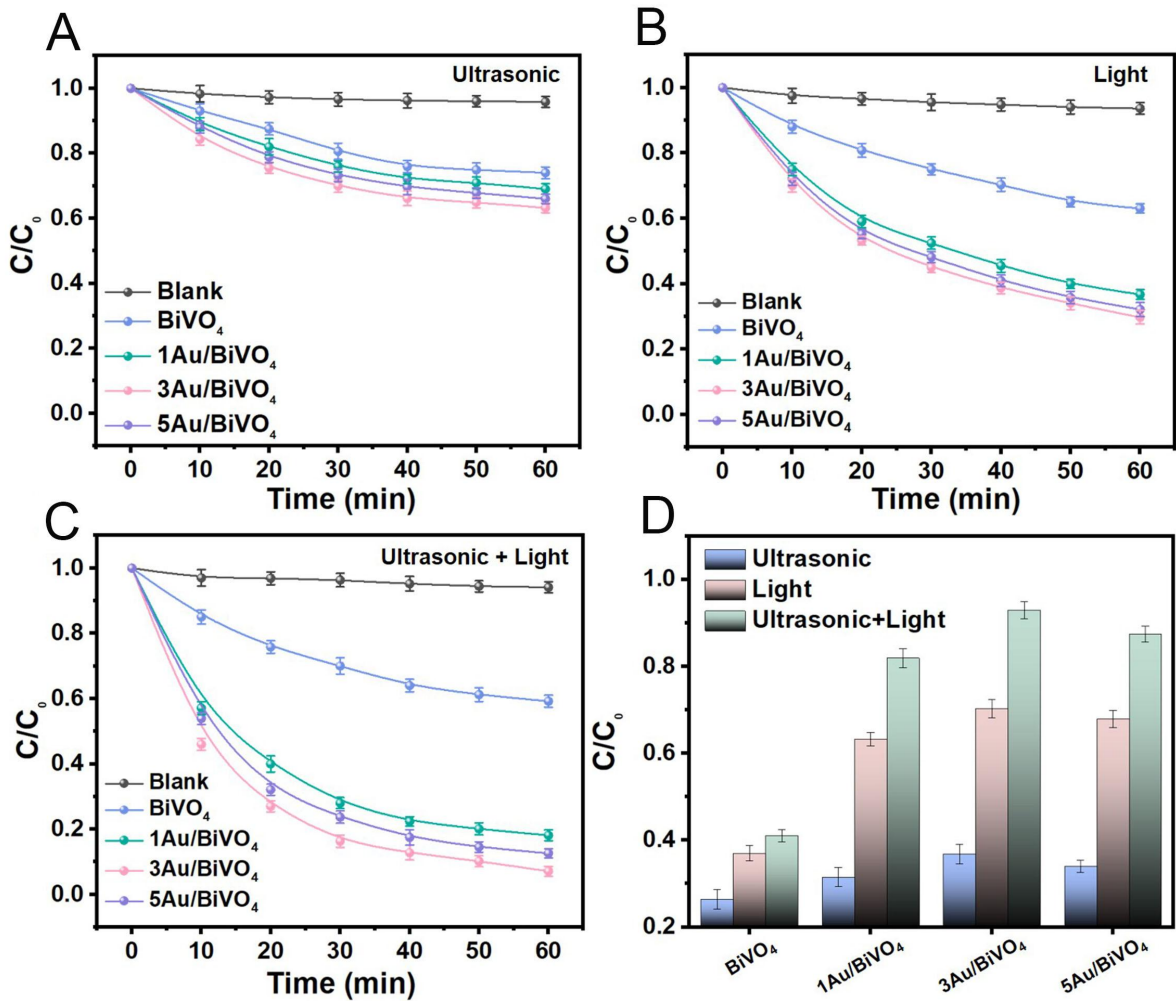 A
Ultrasonic
1.0
0.8
0.6
0.4
0.2
0.0
C/C₀
Blank
BiVO₄
1Au/BiVO₄
3Au/BiVO₄
5Au/BiVO₄
0 10 20 30 40 50 60
Time (min)
B
Light
1.0
0.8
0.6
0.4
0.2
0.0
C/C₀
Blank
BiVO₄
1Au/BiVO₄
3Au/BiVO₄
5Au/BiVO₄
0 10 20 30 40 50 60
Time (min)
C
Ultrasonic + Light
1.0
0.8
0.6
0.4
0.2
0.0
C/C₀
Blank
BiVO₄
1Au/BiVO₄
3Au/BiVO₄
5Au/BiVO₄
0 10 20 30 40 50 60
Time (min)
D
Ultrasonic
Light
Ultrasonic+Light
1.0
0.8
0.6
0.4
0.2
C/C₀
BiVO₄
1Au/BiVO₄
3Au/BiVO₄
5Au/BiVO₄